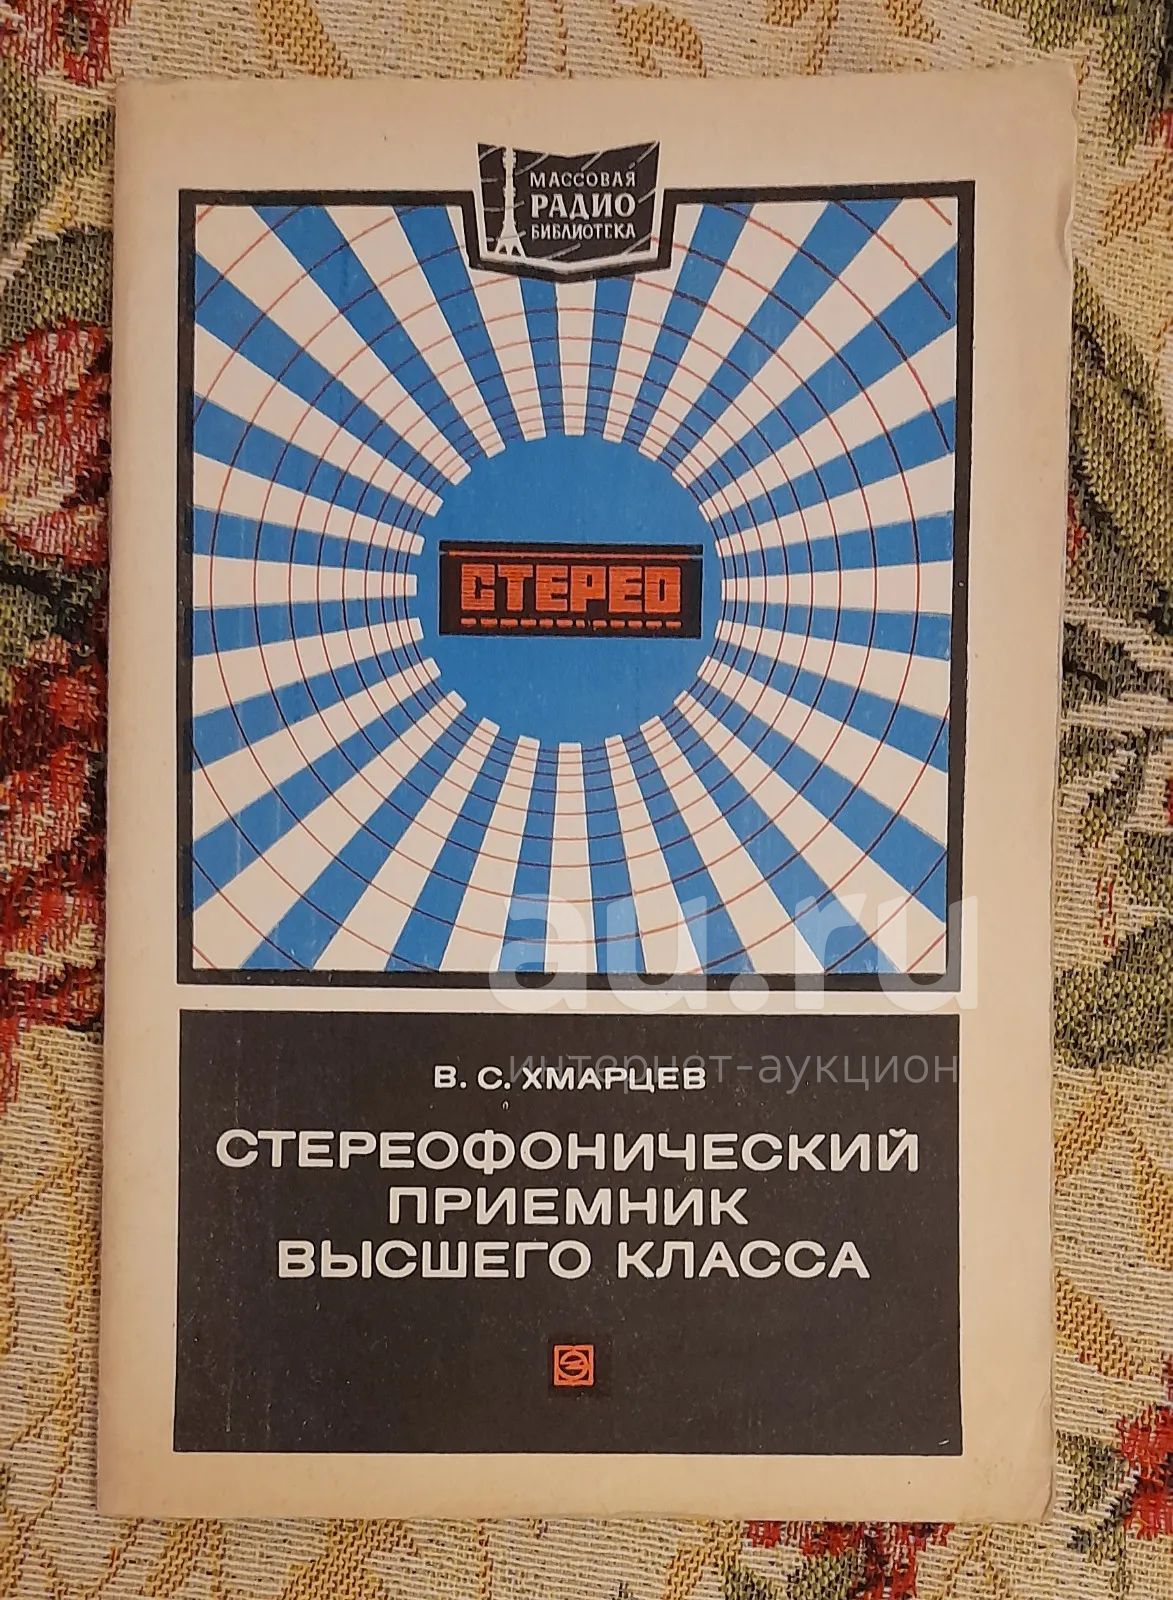 МАССОВАЯ
РАДИО
БИБЛИОТЕКА
СТЕРЕО
au.ru
интернет-аукцион
В. С. ХМАРЦЕВ
СТЕРЕОФОНИЧЕСКИЙ
ПРИЕМНИК
ВЫСШЕГО КЛАССА